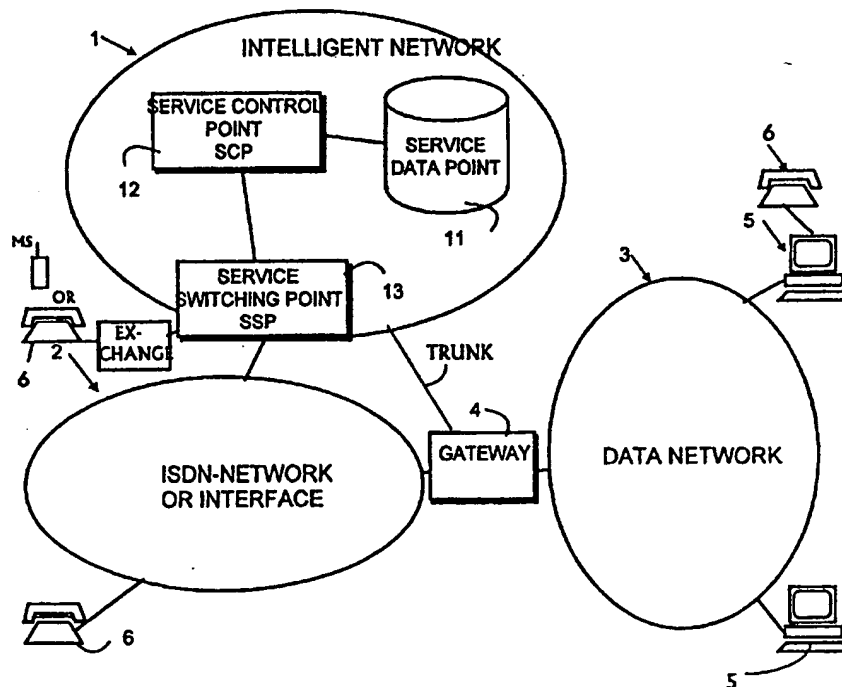 1
INTELLIGENT NETWORK
SERVICE CONTROL
POINT
SCP
12
SERVICE
DATA POINT
11
6
5
MS
OR
6
EX-
CHANGE
2
SERVICE
SWITCHING POINT
SSP
13
3
TRUNK
4
GATEWAY
ISDN-NETWORK
OR INTERFACE
DATA NETWORK
6
5